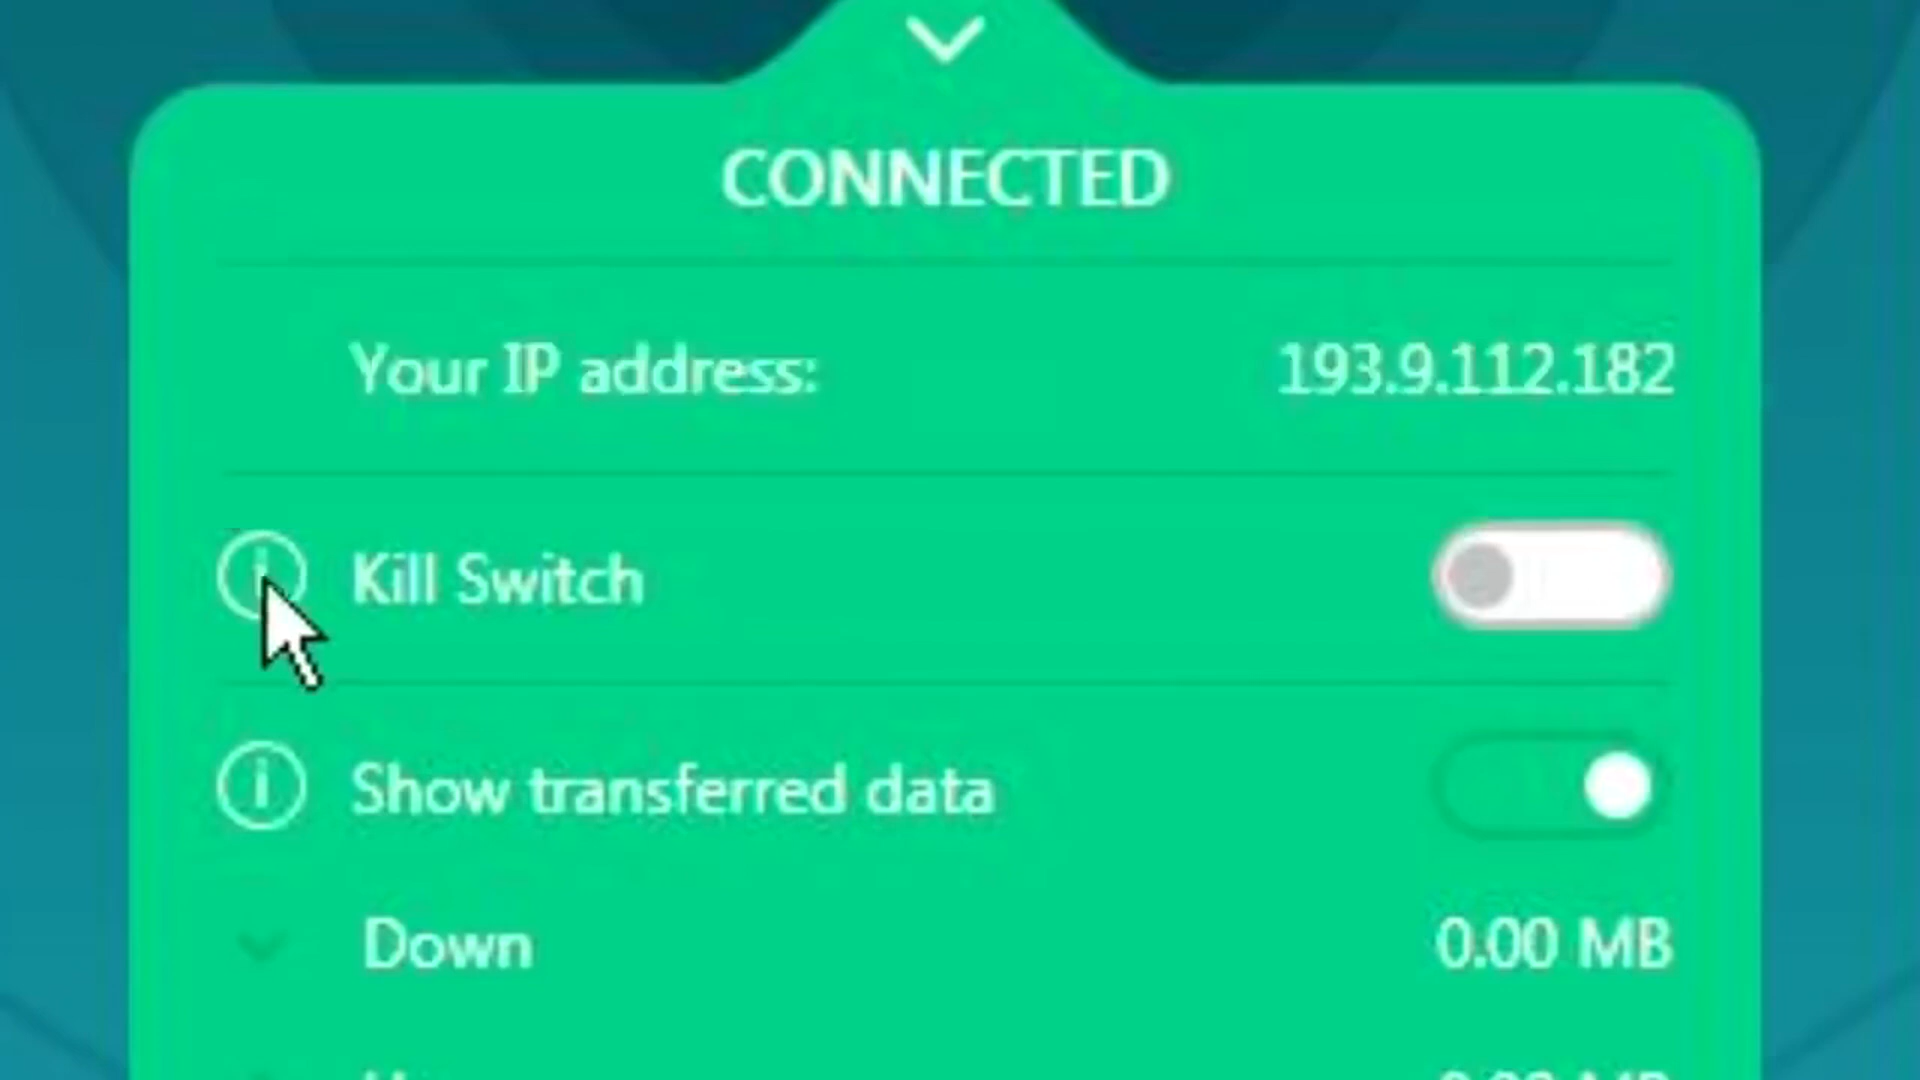 CONNECTED
Your IP address: 193.9.112.182
Kill Switch
Show transferred data
Down 0.00 MB